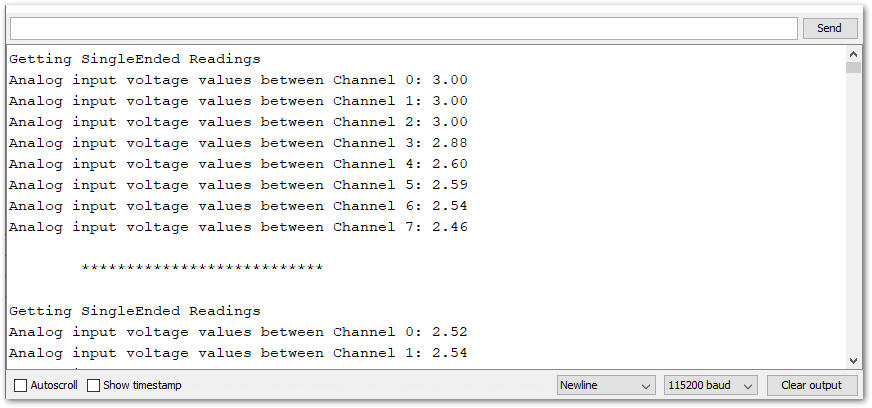 Send
Getting SingleEnded Readings
Analog input voltage values between Channel 0: 3.00
Analog input voltage values between Channel 1: 3.00
Analog input voltage values between Channel 2: 3.00
Analog input voltage values between Channel 3: 2.88
Analog input voltage values between Channel 4: 2.60
Analog input voltage values between Channel 5: 2.59
Analog input voltage values between Channel 6: 2.54
Analog input voltage values between Channel 7: 2.46
***************************
Getting SingleEnded Readings
Analog input voltage values between Channel 0: 2.52
Analog input voltage values between Channel 1: 2.54
Autoscroll Show timestamp Newline 115200 baud Clear output